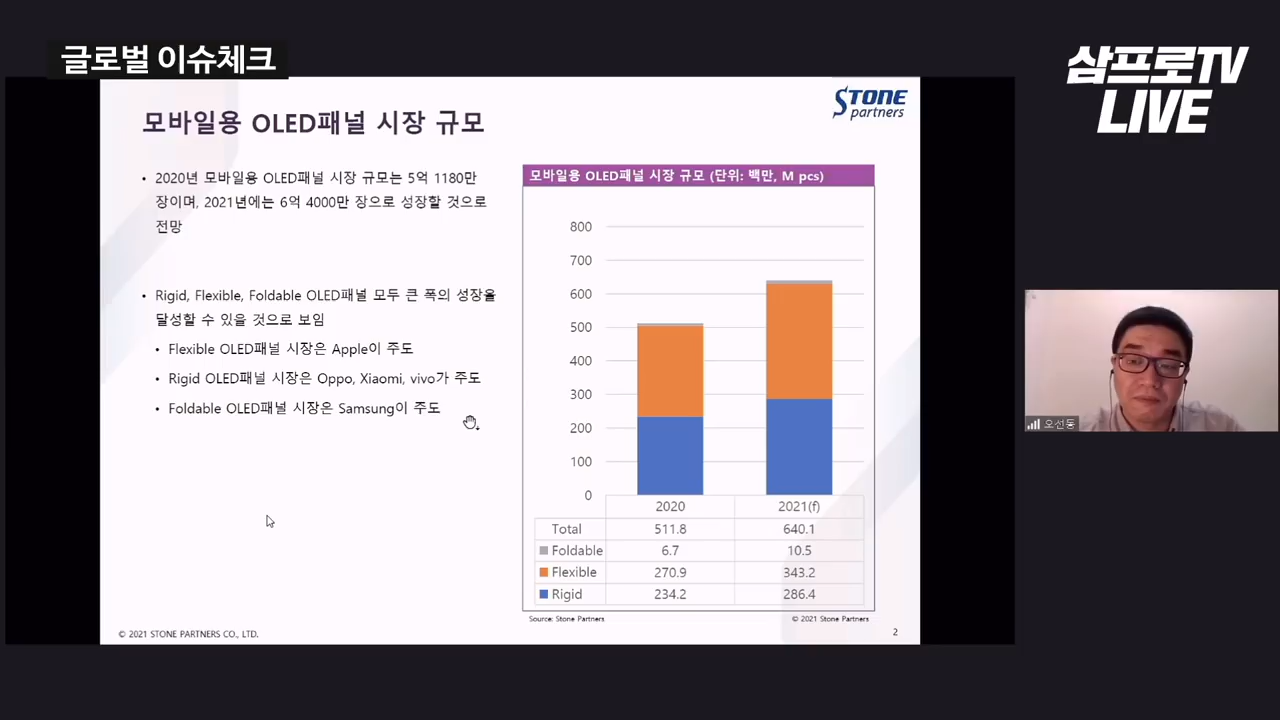 글로벌 이슈체크
삼프로TV
LIVE
STONE
partners
모바일용 OLED패널 시장 규모
• 2020년 모바일용 OLED패널 시장 규모는 5억 1180만
장이며, 2021년에는 6억 4000만 장으로 성장할 것으로
전망
• Rigid, Flexible, Foldable OLED패널 모두 큰 폭의 성장을
달성할 수 있을 것으로 보임
• Flexible OLED패널 시장은 Apple이 주도
• Rigid OLED패널 시장은 Oppo, Xiaomi, vivo가 주도
• Foldable OLED패널 시장은 Samsung이 주도
모바일용 OLED패널 시장 규모 (단위: 백만, M pcs)
800
700
600
500
400
300
200
100
0
2020 2021(f)
Total 511.8 640.1
Foldable 6.7 10.5
Flexible 270.9 343.2
Rigid 234.2 286.4
Source: Stone Partners © 2021 Stone Partners
© 2021 STONE PARTNERS CO., LTD. 2
오선동